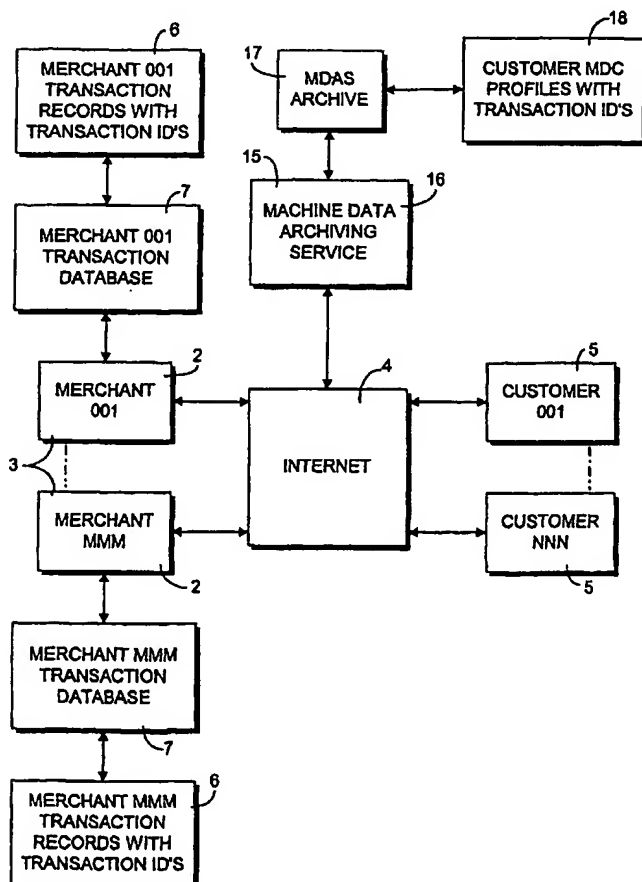 6
MERCHANT 001
TRANSACTION
RECORDS WITH
TRANSACTION ID'S
17
MDAS
ARCHIVE
18
CUSTOMER MDC
PROFILES WITH
TRANSACTION ID'S
7
MERCHANT 001
TRANSACTION
DATABASE
15
16
MACHINE DATA
ARCHIVING
SERVICE
2
MERCHANT
001
4
INTERNET
5
CUSTOMER
001
3
MERCHANT
MMM
2
CUSTOMER
NNN
5
MERCHANT MMM
TRANSACTION
DATABASE
7
6
MERCHANT MMM
TRANSACTION
RECORDS WITH
TRANSACTION ID'S